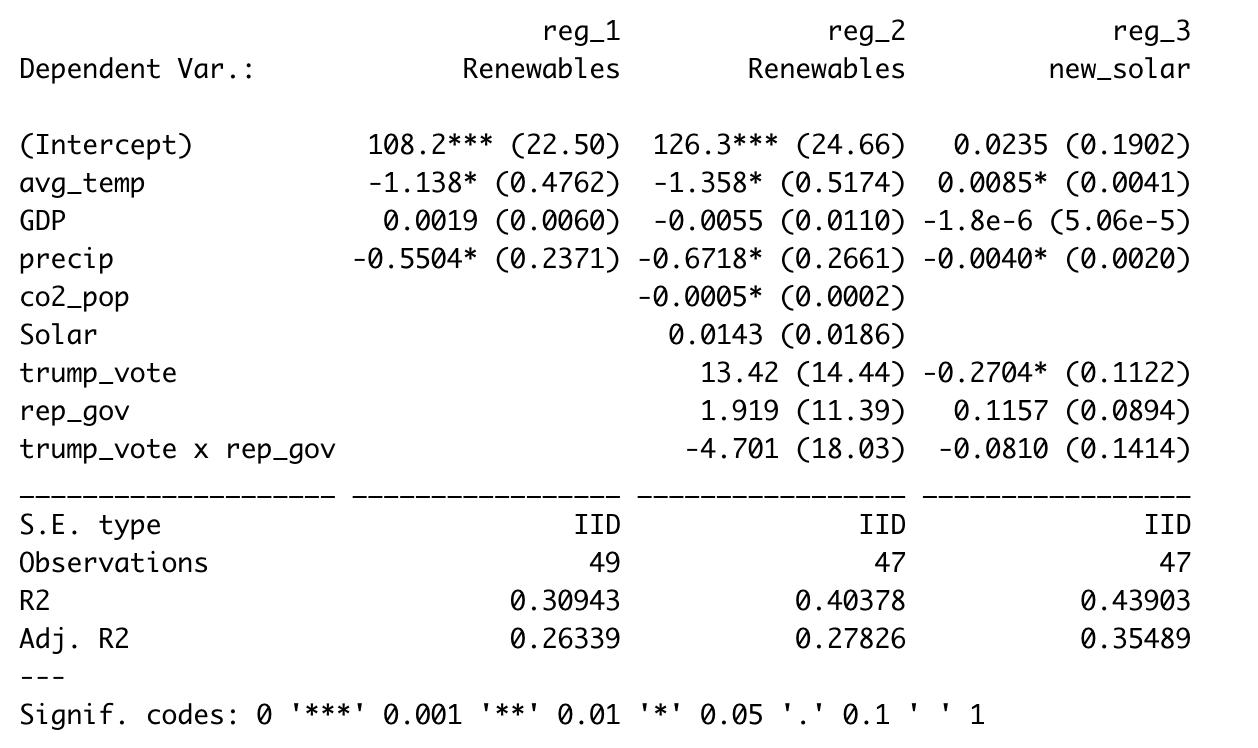 reg_1             reg_2             reg_3
Dependent Var.:              Renewables        Renewables         new_solar

(Intercept)           108.2*** (22.50)  126.3*** (24.66)   0.0235 (0.1902)
avg_temp              -1.138* (0.4762)  -1.358* (0.5174)  0.0085* (0.0041)
GDP                    0.0019 (0.0060)  -0.0055 (0.0110) -1.8e-6 (5.06e-5)
precip               -0.5504* (0.2371) -0.6718* (0.2661) -0.0040* (0.0020)
co2_pop                                -0.0005* (0.0002)
Solar                                    0.0143 (0.0186)
trump_vote                                 13.42 (14.44) -0.2704* (0.1122)
rep_gov                                    1.919 (11.39)   0.1157 (0.0894)
trump_vote x rep_gov                      -4.701 (18.03)  -0.0810 (0.1414)
____________________ _________________ _________________ _________________
S.E. type                          IID               IID               IID
Observations                        49                47                47
R2                             0.30943           0.40378           0.43903
Adj. R2                        0.26339           0.27826           0.35489
---
Signif. codes: 0 '***' 0.001 '**' 0.01 '*' 0.05 '.' 0.1 ' ' 1